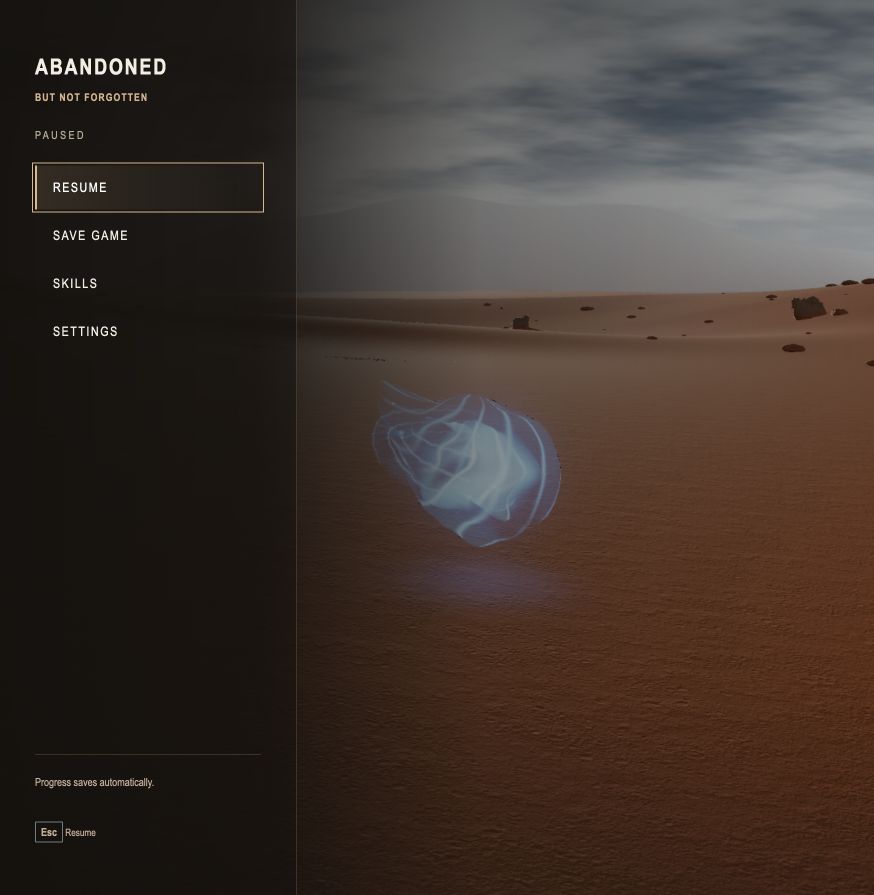 ABANDONED
BUT NOT FORGOTTEN
PAUSED
RESUME
SAVE GAME
SKILLS
SETTINGS
Progress saves automatically.
Esc Resume